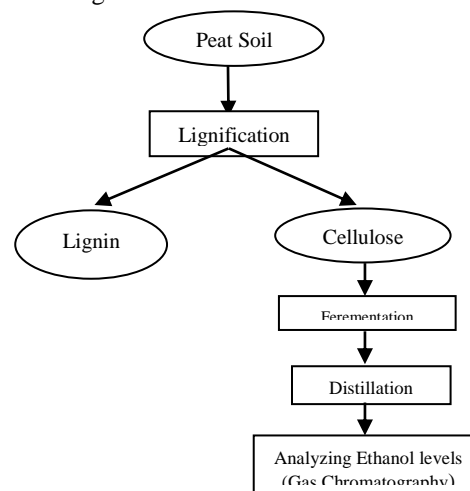 Peat Soil
Lignification
Lignin
Cellulose
Ferementation
Distillation
Analyzing Ethanol levels
(Gas Chromatography)